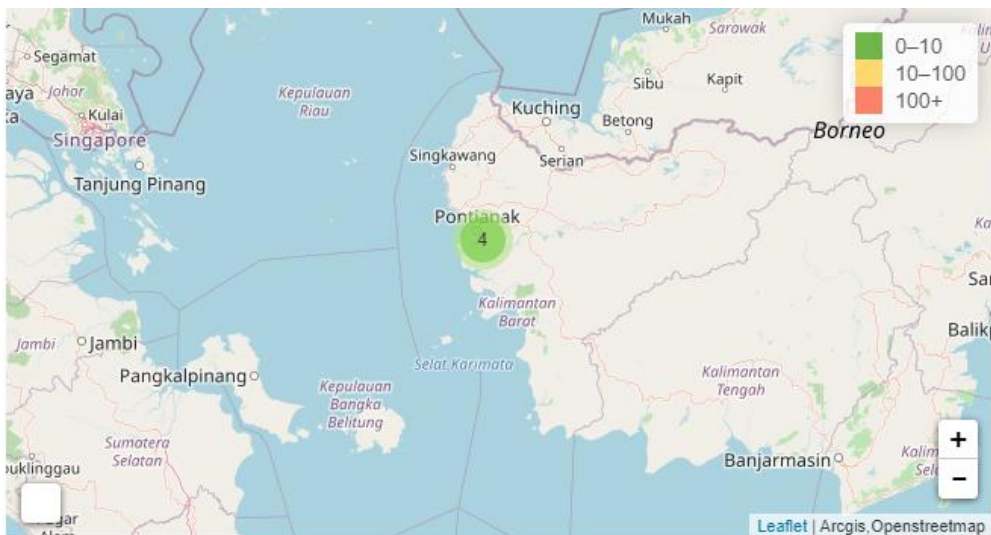 Mukah
Sarawak
0–10
10–100
100+
Segamat
Johor
Kepulauan
Riau
Sibu
Kapit
Kulai
Kuching
Betong
Singapore
Borneo
Singkawang
Serian
Tanjung Pinang
Pontianak
4
Kalimantan
Barat
Jambi
Jambi
Selat Karimata
Pangkalpinang
Kepulauan
Bangka
Belitung
Kalimantan
Tengah
Sumatera
Selatan
Banjarmasin
+
−
Leaflet | Arcgis,Openstreetmap